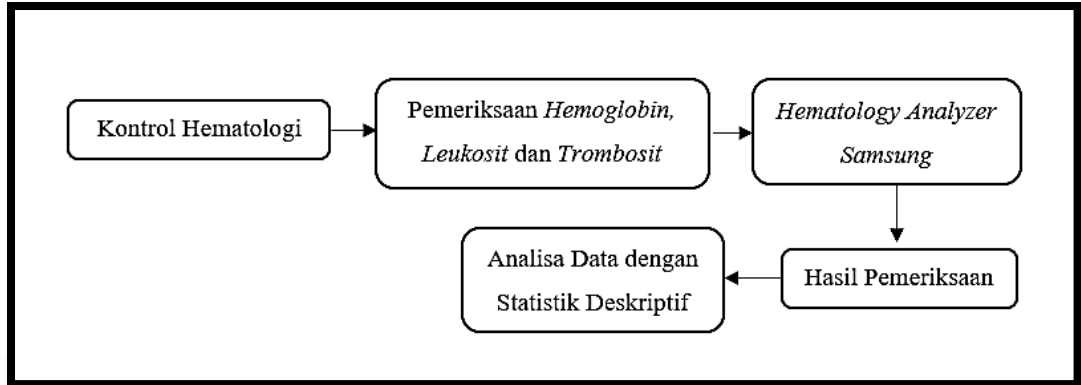 Kontrol Hematologi
Pemeriksaan Hemoglobin,
Leukosit dan Trombosit
Hematology Analyzer
Samsung
Hasil Pemeriksaan
Analisa Data dengan
Statistik Deskriptif